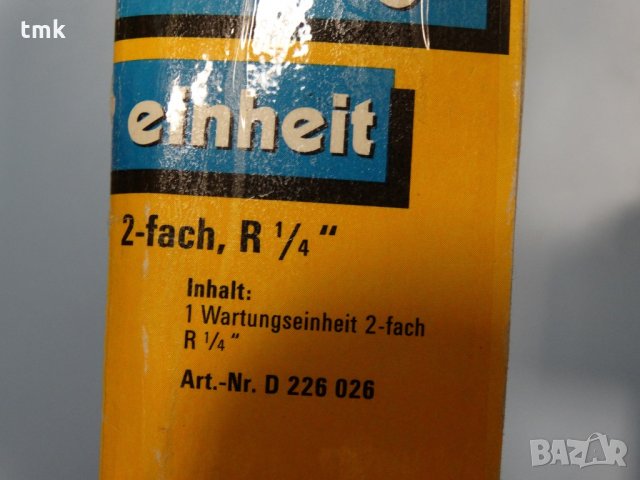 tmk
einheit
2-fach, R 1/4"
Inhalt:
1 Wartungseinheit 2-fach
R 1/4"
Art.-Nr. D 226 026
BAZAR